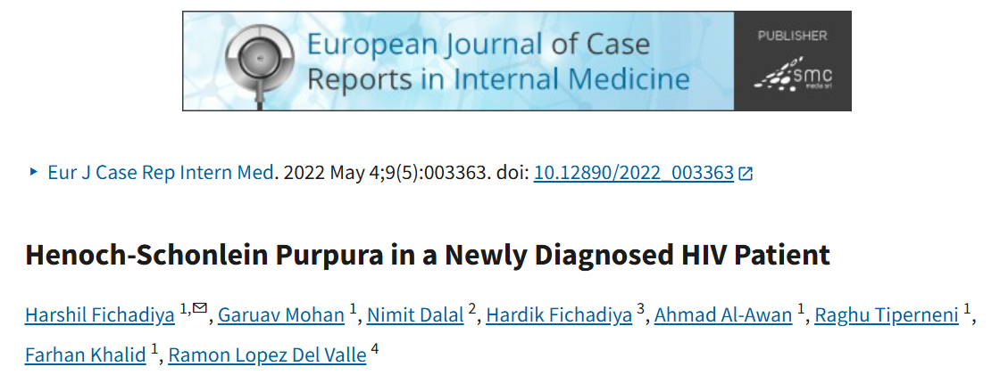 European Journal of Case
Reports in Internal Medicine
PUBLISHER
smc
media srl
▸ Eur J Case Rep Intern Med. 2022 May 4;9(5):003363. doi: 10.12890/2022_003363
Henoch-Schonlein Purpura in a Newly Diagnosed HIV Patient
Harshil Fichadiya 1,✉, Garuav Mohan 1, Nimit Dalal 2, Hardik Fichadiya 3, Ahmad Al-Awan 1, Raghu Tiperneni 1,
Farhan Khalid 1, Ramon Lopez Del Valle 4